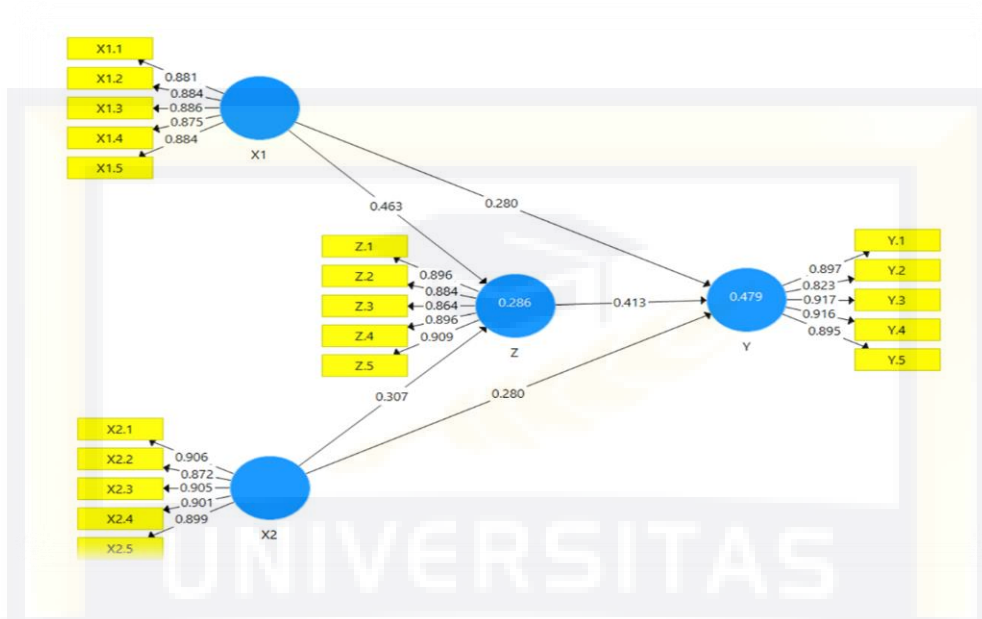 X1.1
X1.2
X1.3
X1.4
X1.5
0.881
0.884
0.886
0.875
0.884
X1
0.463
0.280
Z.1
Z.2
Z.3
Z.4
Z.5
0.896
0.884
0.864
0.896
0.909
0.286
Z
0.413
0.479
Y
0.897
0.823
0.917
0.916
0.895
Y.1
Y.2
Y.3
Y.4
Y.5
0.307
0.280
X2.1
X2.2
X2.3
X2.4
X2.5
0.906
0.872
0.905
0.901
0.899
X2
UNIVERSITAS